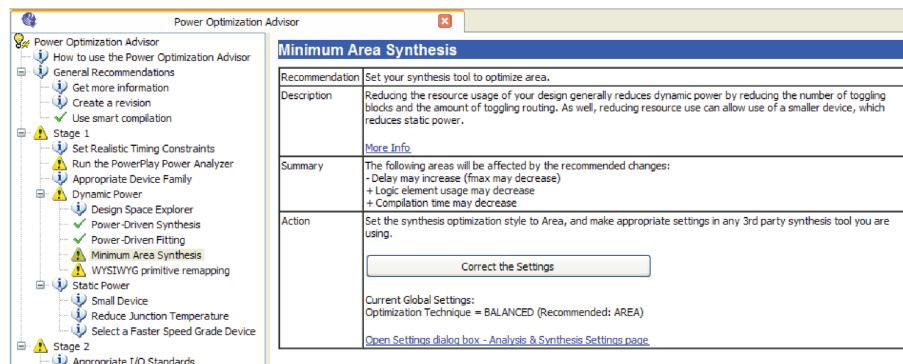 Power Optimization Advisor
Power Optimization Advisor
How to use the Power Optimization Advisor
General Recommendations
Get more information
Create a revision
Use smart compilation
Stage 1
Set Realistic Timing Constraints
Run the PowerPlay Power Analyzer
Appropriate Device Family
Dynamic Power
Design Space Explorer
Power-Driven Synthesis
Power-Driven Fitting
Minimum Area Synthesis
WYSIWYG primitive remapping
Static Power
Small Device
Reduce Junction Temperature
Select a Faster Speed Grade Device
Stage 2
Appropriate I/O Standards
Minimum Area Synthesis
Recommendation Set your synthesis tool to optimize area.
Description Reducing the resource usage of your design generally reduces dynamic power by reducing the number of toggling
blocks and the amount of toggling routing. As well, reducing resource use can allow use of a smaller device, which
reduces static power.
More Info
Summary The following areas will be affected by the recommended changes:
- Delay may increase (fmax may decrease)
+ Logic element usage may decrease
+ Compilation time may decrease
Action Set the synthesis optimization style to Area, and make appropriate settings in any 3rd party synthesis tool you are
using.
Correct the Settings
Current Global Settings:
Optimization Technique = BALANCED (Recommended: AREA)
Open Settings dialog box - Analysis & Synthesis Settings page